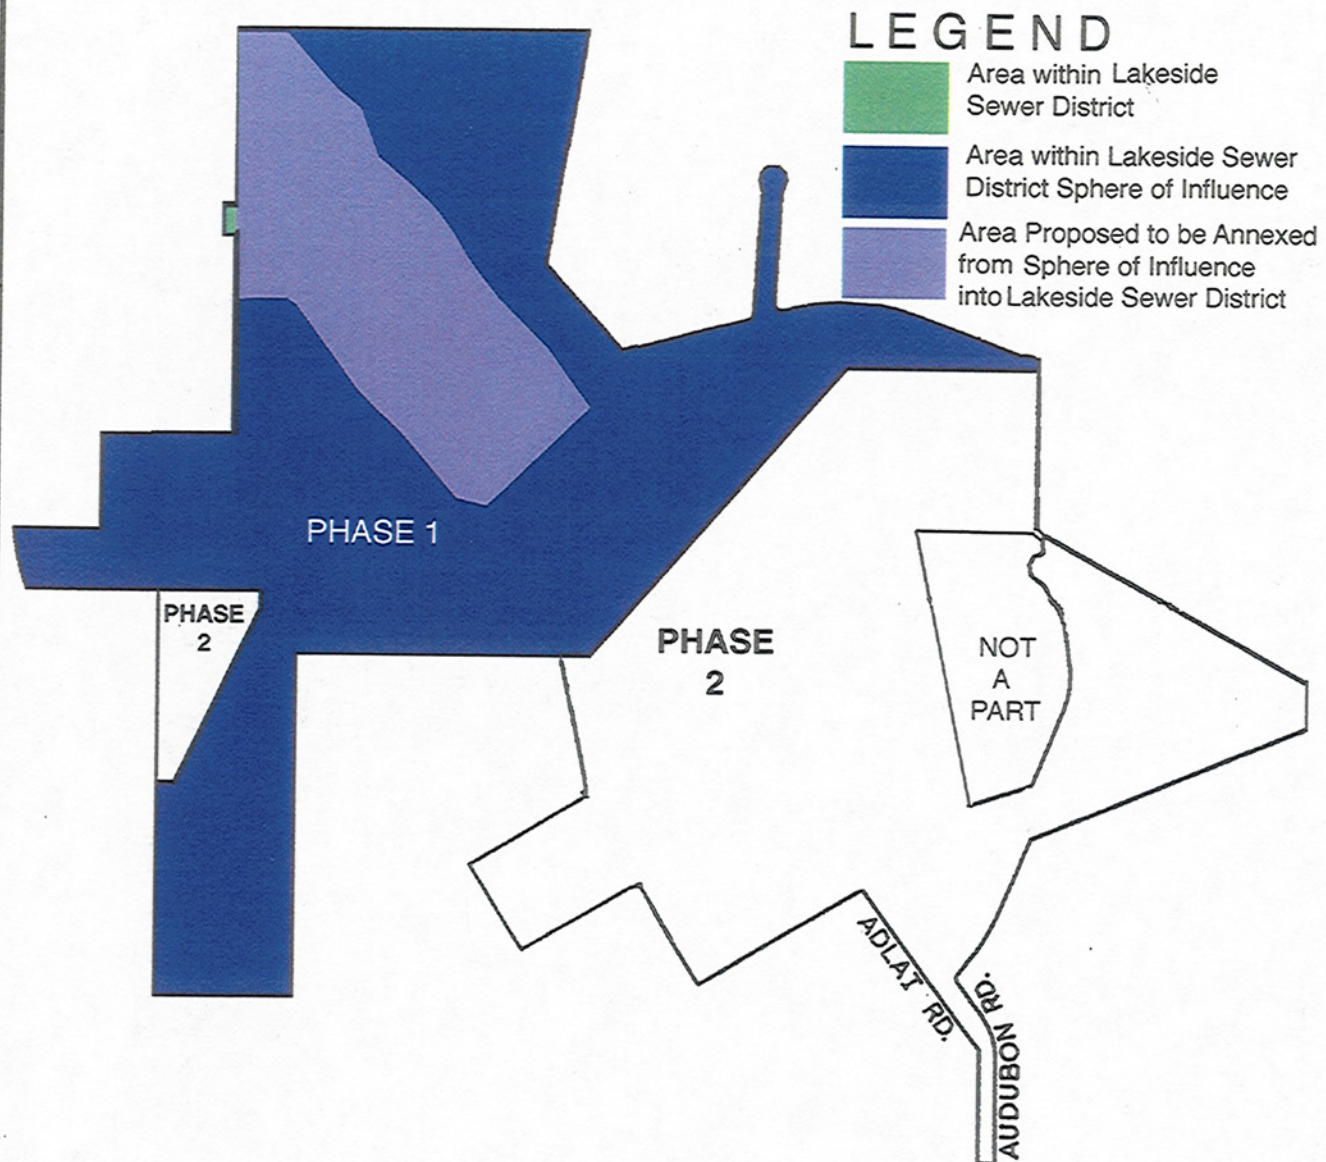 LEGEND
Area within Lakeside
Sewer District
Area within Lakeside Sewer
District Sphere of Influence
Area Proposed to be Annexed
from Sphere of Influence
into Lakeside Sewer District
PHASE 1
PHASE
2
PHASE
2
NOT
A
PART
ADLAI RD.
AUDUBON RD.